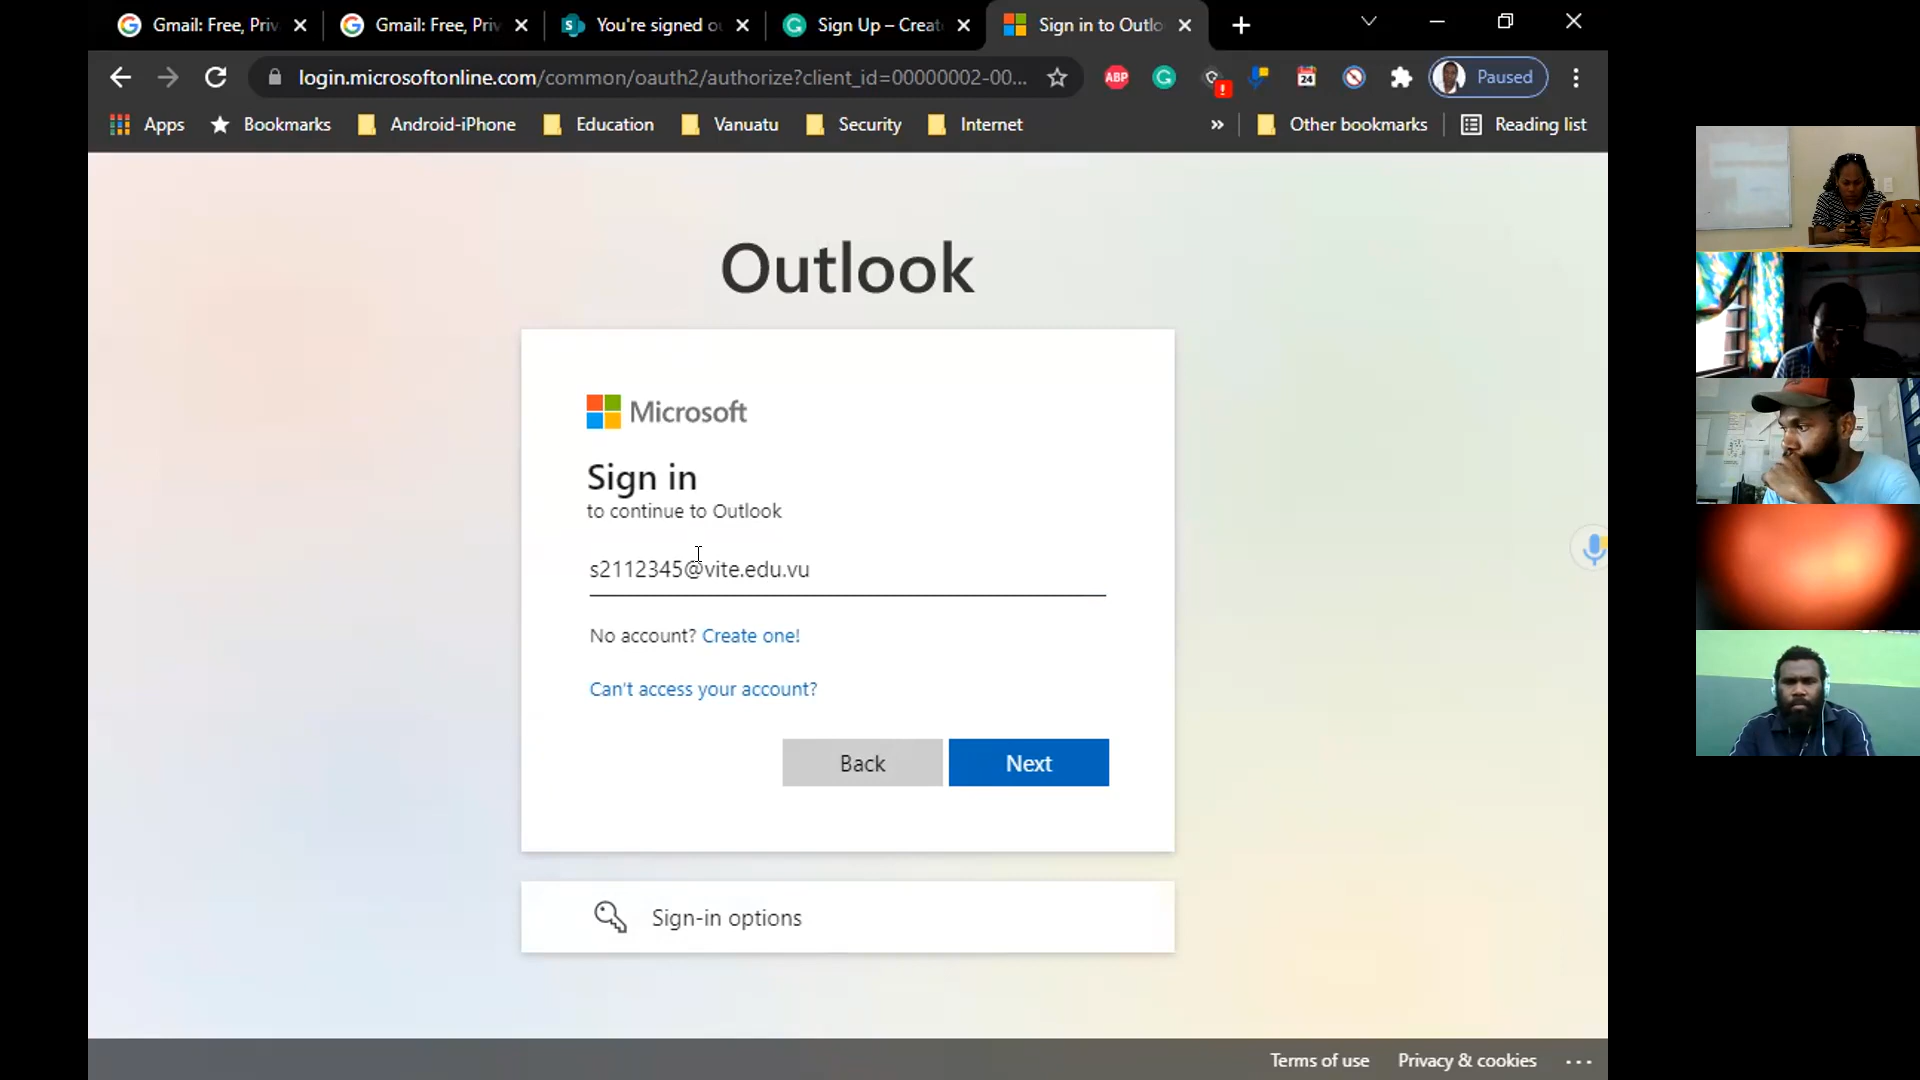 Gmail: Free, Priv
Gmail: Free, Priv
S
You're signed o
Sign Up – Creat
Sign in to Outlo
login.microsoftonline.com/common/oauth2/authorize?client_id=00000002-00...
ABP
24
Paused
Apps
Bookmarks
Android-iPhone
Education
Vanuatu
Security
Internet
»
Other bookmarks
Reading list
Outlook
Microsoft
Sign in
to continue to Outlook
s2112345@vite.edu.vu
No account? Create one!
Can't access your account?
Back
Next
Sign-in options
Terms of use
Privacy & cookies
...